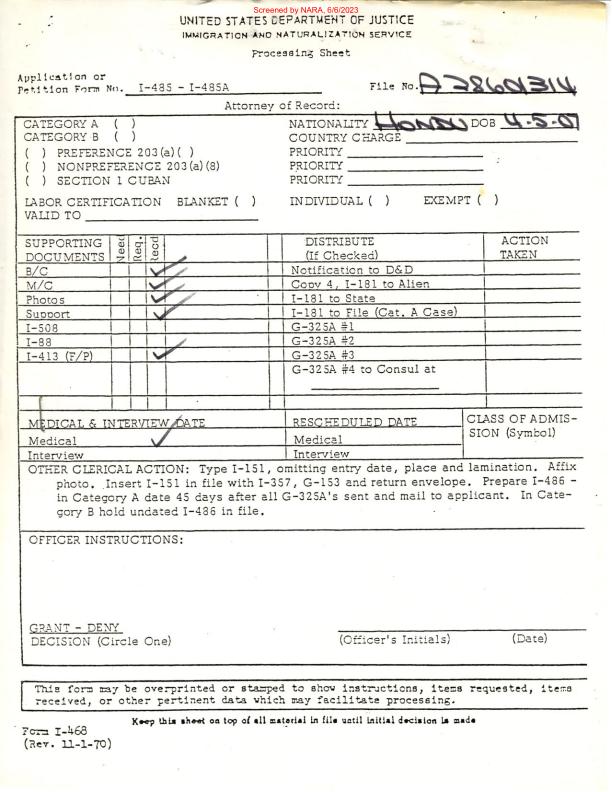 Screened by NARA, 6/6/2023
UNITED STATES DEPARTMENT OF JUSTICE
IMMIGRATION AND NATURALIZATION SERVICE
Processing Sheet
Application or
Petition Form No. I-485 - I-485A File No. A 28601314
Attorney of Record:
CATEGORY A ( ) NATIONALITY HONDU DOB 4-5-07
CATEGORY B ( ) COUNTRY CHARGE
( ) PREFERENCE 203(a)( ) PRIORITY
( ) NONPREFERENCE 203(a)(8) PRIORITY
( ) SECTION 1 CUBAN PRIORITY
LABOR CERTIFICATION BLANKET ( ) INDIVIDUAL ( ) EXEMPT ( )
VALID TO
SUPPORTING DOCUMENTS Need Req. Recd DISTRIBUTE (If Checked) ACTION TAKEN
B/C ✓ Notification to D&D
M/C ✓ Copy 4, I-181 to Alien
Photos ✓ I-181 to State
Support ✓ I-181 to File (Cat. A Case)
I-508 G-325A #1
I-88 G-325A #2
I-413 (F/P) ✓ G-325A #3
G-325A #4 to Consul at
MEDICAL & INTERVIEW DATE RESCHEDULED DATE CLASS OF ADMIS-
SION (Symbol)
Medical ✓ Medical
Interview Interview
OTHER CLERICAL ACTION: Type I-151, omitting entry date, place and lamination. Affix
photo. Insert I-151 in file with I-357, G-153 and return envelope. Prepare I-486 -
in Category A date 45 days after all G-325A's sent and mail to applicant. In Cate-
gory B hold undated I-486 in file.
OFFICER INSTRUCTIONS:
GRANT - DENY
DECISION (Circle One) (Officer's Initials) (Date)
This form may be overprinted or stamped to show instructions, items requested, items
received, or other pertinent data which may facilitate processing.
Keep this sheet on top of all material in file until initial decision is made
Form I-468
(Rev. 11-1-70)